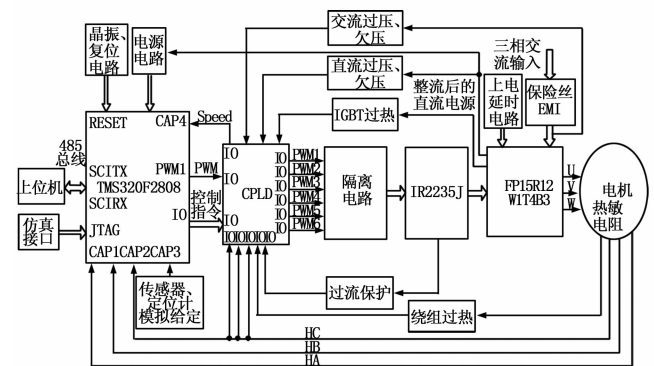 晶振、
复位
电路
电源
电路
交流过压、
欠压
三相交
流输入
直流过压、
欠压
整流后的
直流电源
上电
延时
电路
保险丝
EMI
IGBT过热
RESET
CAP4
Speed
485
总线
SCITX
PWM1
PWM
TMS320F2808
SCIRX
IO
控制
指令
JTAG
CAP1CAP2CAP3
上位机
仿真
接口
IO
IO
IO
CPLD
IO
IO
IO
IO
IO
IO
IOIOIOIOIO
PWM1
PWM2
PWM3
PWM4
PWM5
PWM6
隔离
电路
IR2235J
FP15R12
W1T4B3
U
V
W
电机
热敏
电阻
传感器、
定位计
模拟给定
过流保护
绕组过热
HC
HB
HA